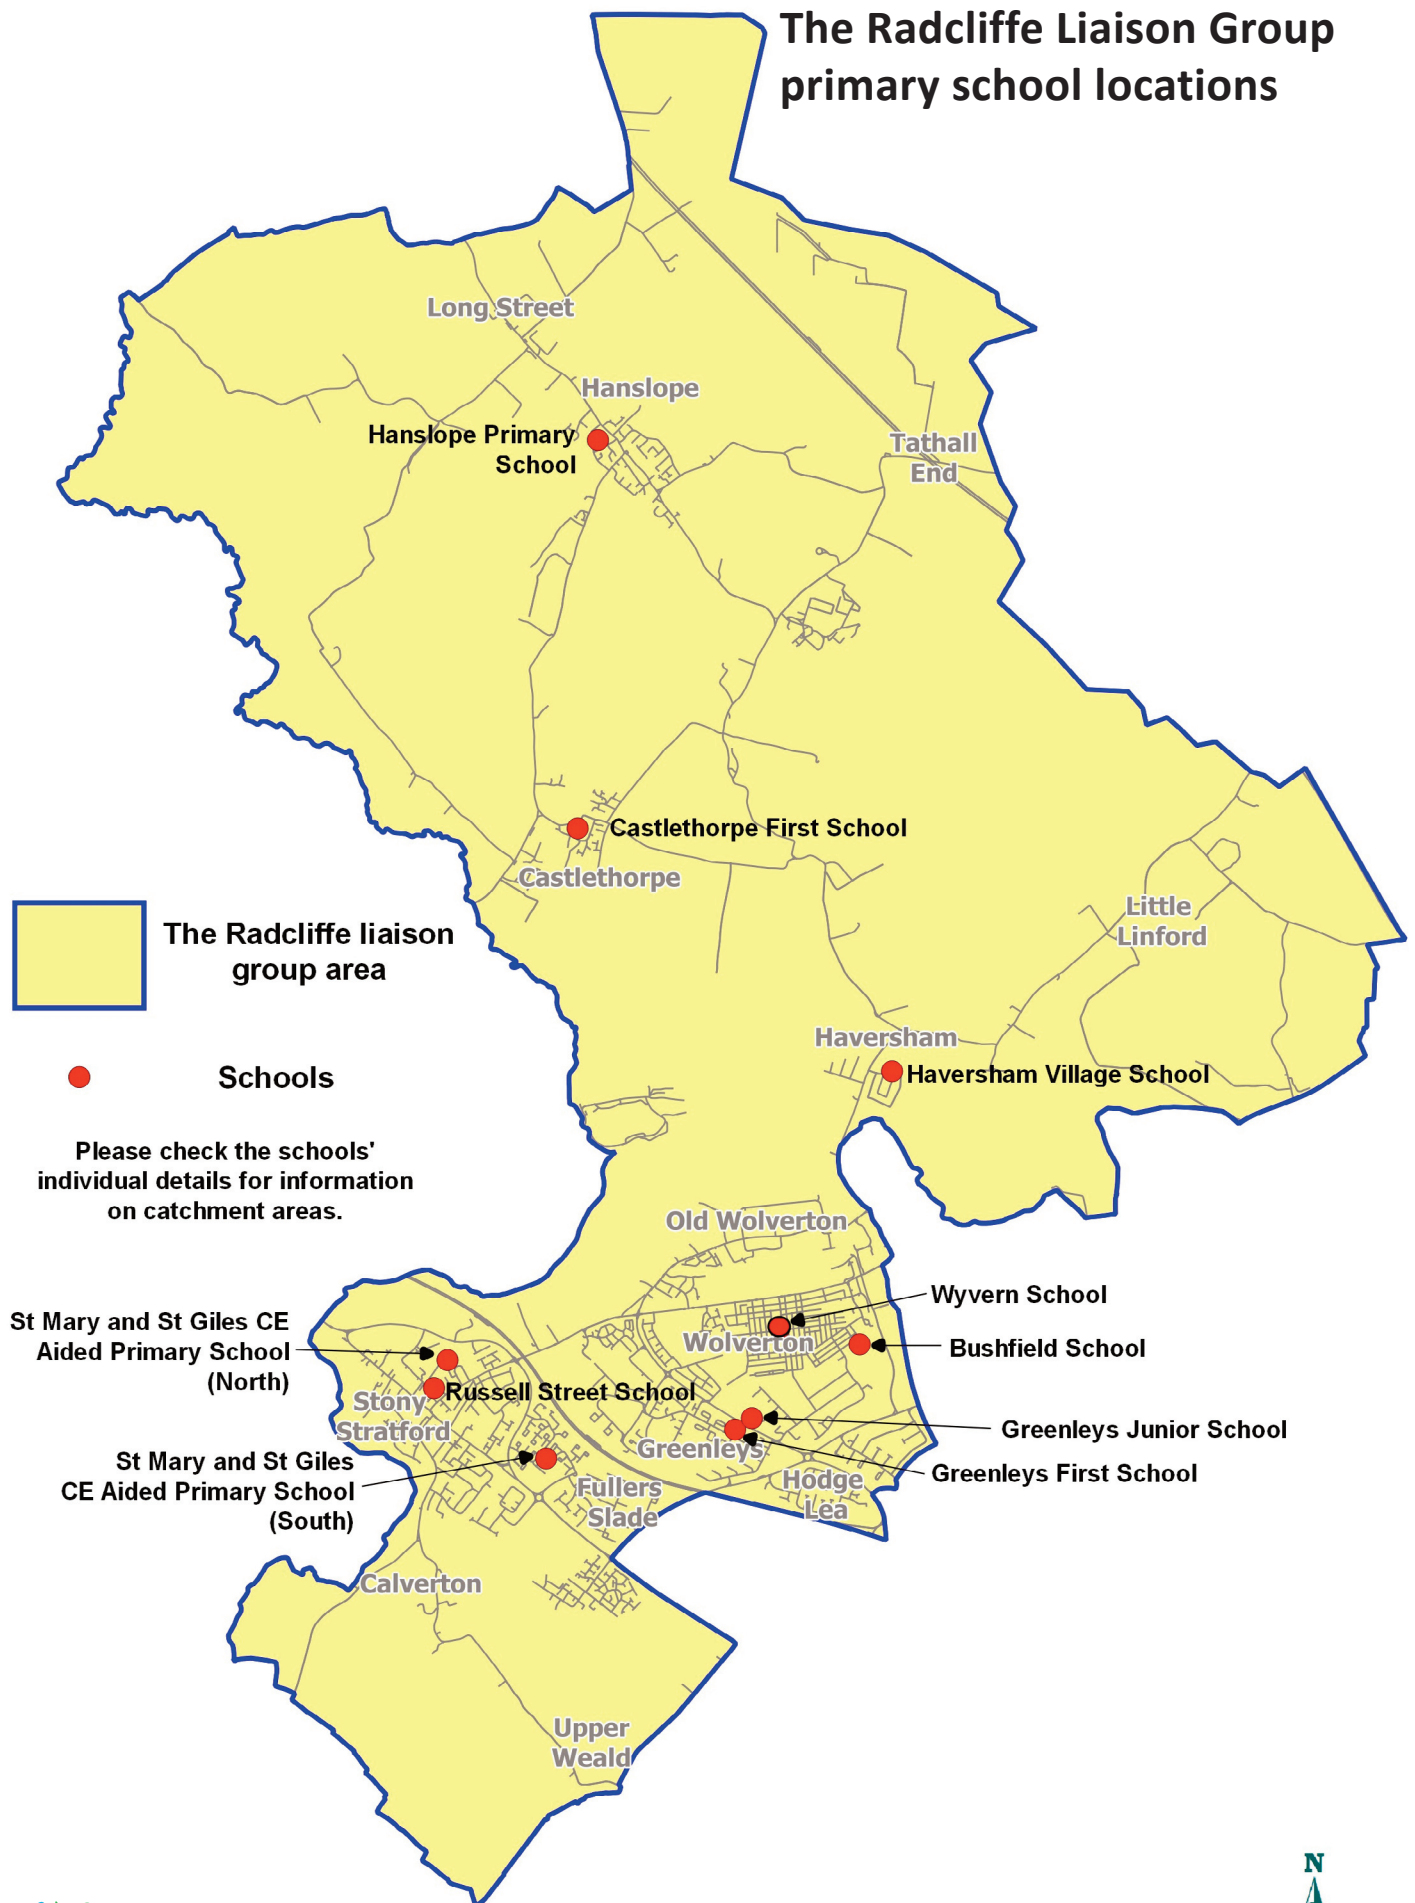 The Radcliffe Liaison Group
primary school locations
Long Street
Hanslope
Hanslope Primary
School
Tathall
End
Castlethorpe First School
Castlethorpe
Little
Linford
The Radcliffe liaison
group area
Haversham
Haversham Village School
Schools
Please check the schools'
individual details for information
on catchment areas.
Old Wolverton
Wyvern School
St Mary and St Giles CE
Aided Primary School
(North)
Wolverton
Bushfield School
Russell Street School
Stony
Stratford
Greenleys Junior School
Greenleys
Greenleys First School
St Mary and St Giles
CE Aided Primary School
(South)
Fullers
Slade
Hodge
Lea
Calverton
Upper
Weald
N